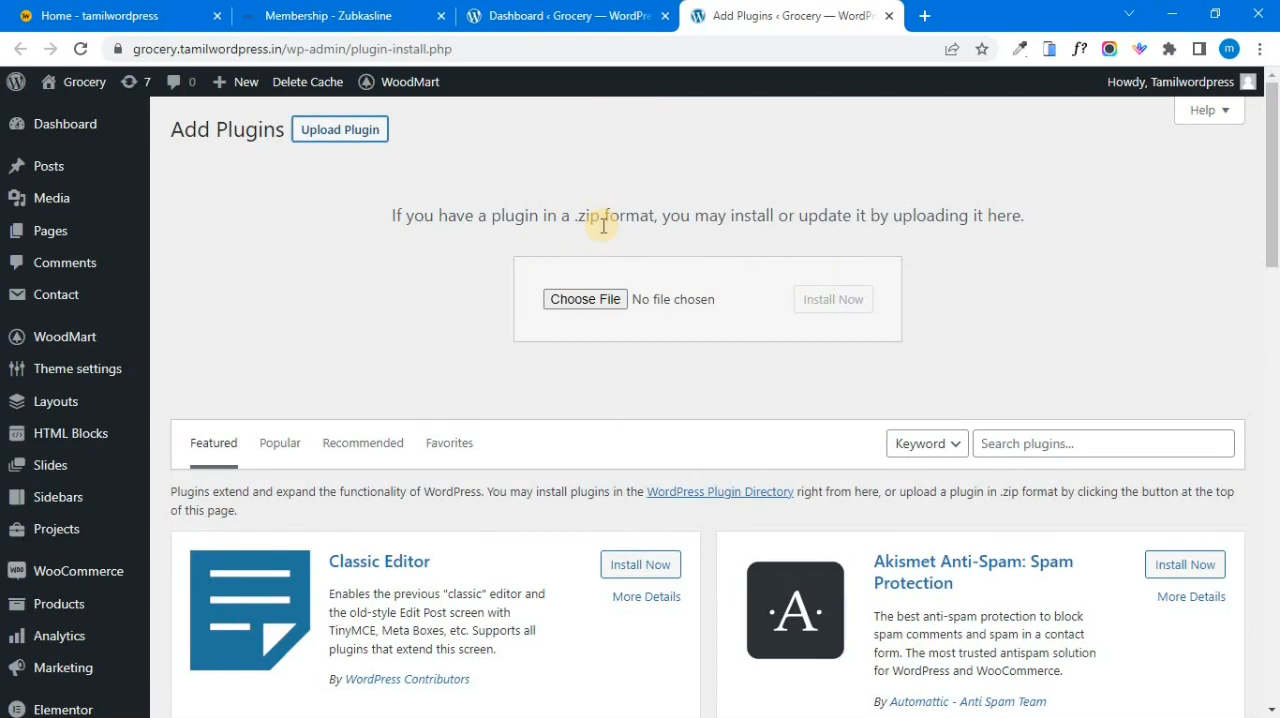 Home - tamilwordpress
Membership - Zubkasline
Dashboard ‹ Grocery — WordPre
Add Plugins ‹ Grocery — WordPr
grocery.tamilwordpress.in/wp-admin/plugin-install.php
f?
m
Grocery
7
0
New
Delete Cache
WoodMart
Howdy, Tamilwordpress
Dashboard
Posts
Media
Pages
Comments
Contact
WoodMart
Theme settings
Layouts
HTML Blocks
Slides
Sidebars
Projects
WooCommerce
Products
Analytics
Marketing
Elementor
Help
Add Plugins
Upload Plugin
If you have a plugin in a .zip format, you may install or update it by uploading it here.
Choose File No file chosen
Install Now
Featured
Popular
Recommended
Favorites
Keyword
Search plugins...
Plugins extend and expand the functionality of WordPress. You may install plugins in the WordPress Plugin Directory right from here, or upload a plugin in .zip format by clicking the button at the top
of this page.
Classic Editor
Install Now
More Details
Enables the previous "classic" editor and
the old-style Edit Post screen with
TinyMCE, Meta Boxes, etc. Supports all
plugins that extend this screen.
By WordPress Contributors
·A·
Akismet Anti-Spam: Spam
Protection
Install Now
More Details
The best anti-spam protection to block
spam comments and spam in a contact
form. The most trusted antispam solution
for WordPress and WooCommerce.
By Automattic - Anti Spam Team